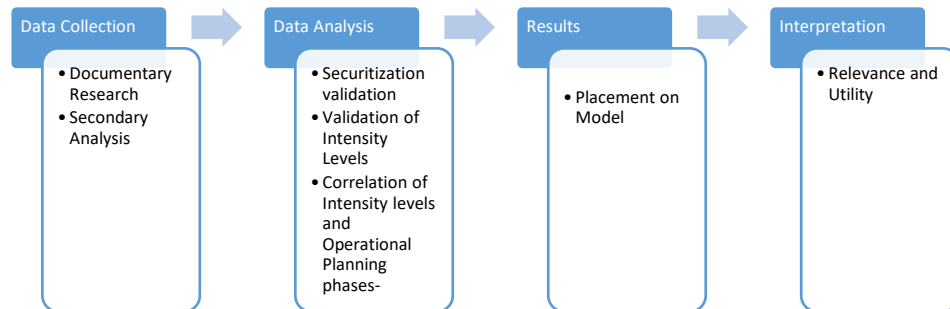 Data Collection
• Documentary
Research
• Secondary
Analysis
Data Analysis
• Securitization
validation
• Validation of
Intensity
Levels
• Correlation of
Intensity levels
and
Operational
Planning
phases-
Results
• Placement on
Model
Interpretation
• Relevance and
Utility